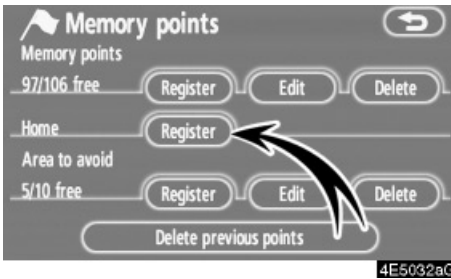 Memory points
Memory points
97/106 free Register Edit Delete
Home Register
Area to avoid
5/10 free Register Edit Delete
Delete previous points
4E5032aG